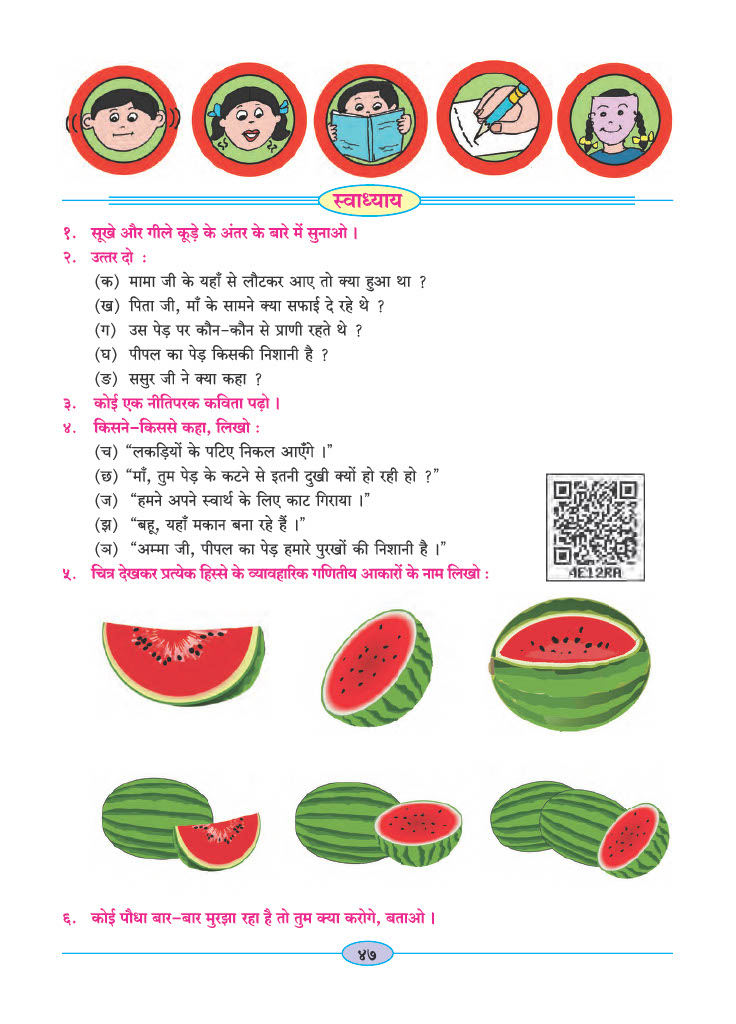 स्वाध्याय
१. सूखे और गीले कूड़े के अंतर के बारे में सुनाओ ।
२. उत्तर दो :
(क) मामा जी के यहाँ से लौटकर आए तो क्या हुआ था ?
(ख) पिता जी, माँ के सामने क्या सफाई दे रहे थे ?
(ग) उस पेड़ पर कौन-कौन से प्राणी रहते थे ?
(घ) पीपल का पेड़ किसकी निशानी है ?
(ङ) ससुर जी ने क्या कहा ?
३. कोई एक नीतिपरक कविता पढ़ो ।
४. किसने-किससे कहा, लिखो :
(च) “लकड़ियों के पटिए निकल आएँगे ।”
(छ) “माँ, तुम पेड़ के कटने से इतनी दुखी क्यों हो रही हो ?”
(ज) “हमने अपने स्वार्थ के लिए काट गिराया ।”
(झ) “बहू, यहाँ मकान बना रहे हैं ।”
(ञ) “अम्मा जी, पीपल का पेड़ हमारे पुरखों की निशानी है ।”
4E12RA
५. चित्र देखकर प्रत्येक हिस्से के व्यावहारिक गणितीय आकारों के नाम लिखो :
६. कोई पौधा बार-बार मुरझा रहा है तो तुम क्या करोगे, बताओ ।
४७